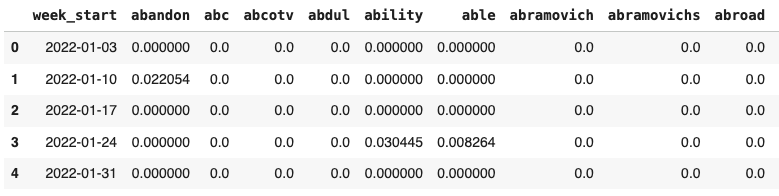 week_start abandon abc abcotv abdul ability able abramovich abramovichs abroad
0 2022-01-03 0.000000 0.0 0.0 0.0 0.000000 0.000000 0.0 0.0 0.0
1 2022-01-10 0.022054 0.0 0.0 0.0 0.000000 0.000000 0.0 0.0 0.0
2 2022-01-17 0.000000 0.0 0.0 0.0 0.000000 0.000000 0.0 0.0 0.0
3 2022-01-24 0.000000 0.0 0.0 0.0 0.030445 0.008264 0.0 0.0 0.0
4 2022-01-31 0.000000 0.0 0.0 0.0 0.000000 0.000000 0.0 0.0 0.0